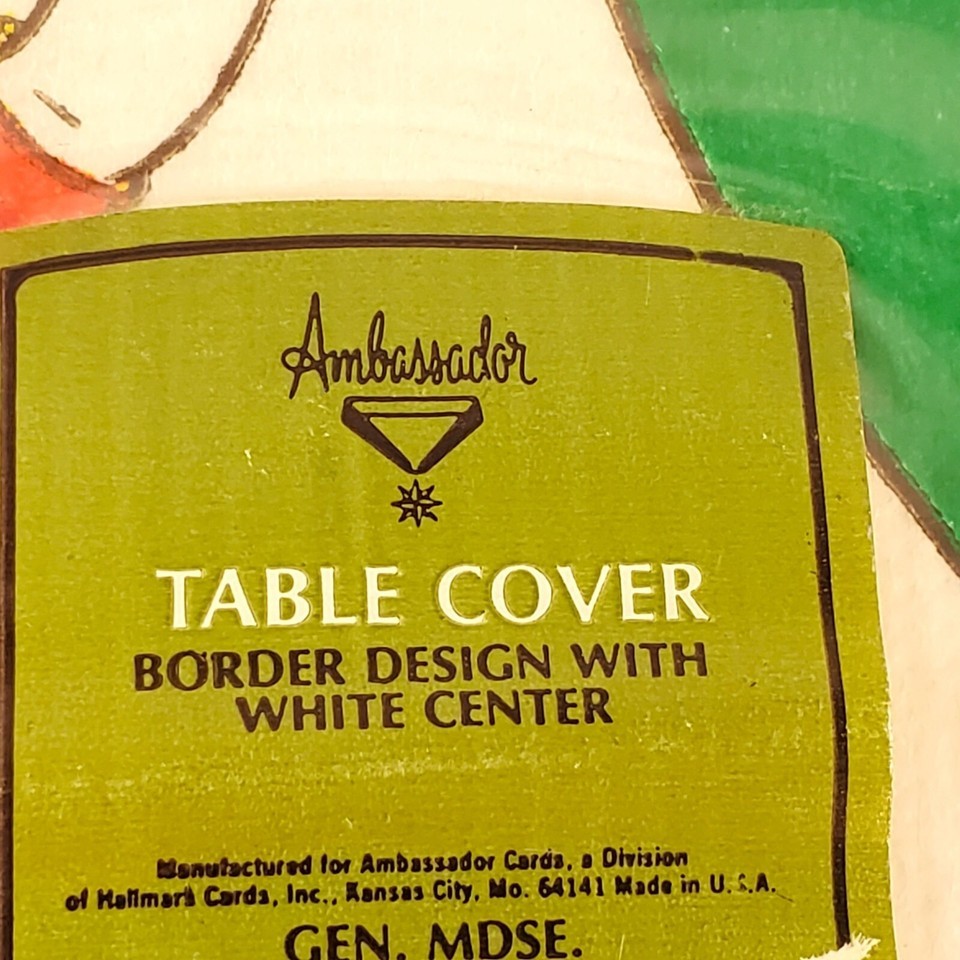 Ambassador
TABLE COVER
BORDER DESIGN WITH
WHITE CENTER
Manufactured for Ambassador Cards, a Division
of Hallmark Cards, Inc., Kansas City, Mo. 64141 Made in U.S.A.
GEN. MDSE.